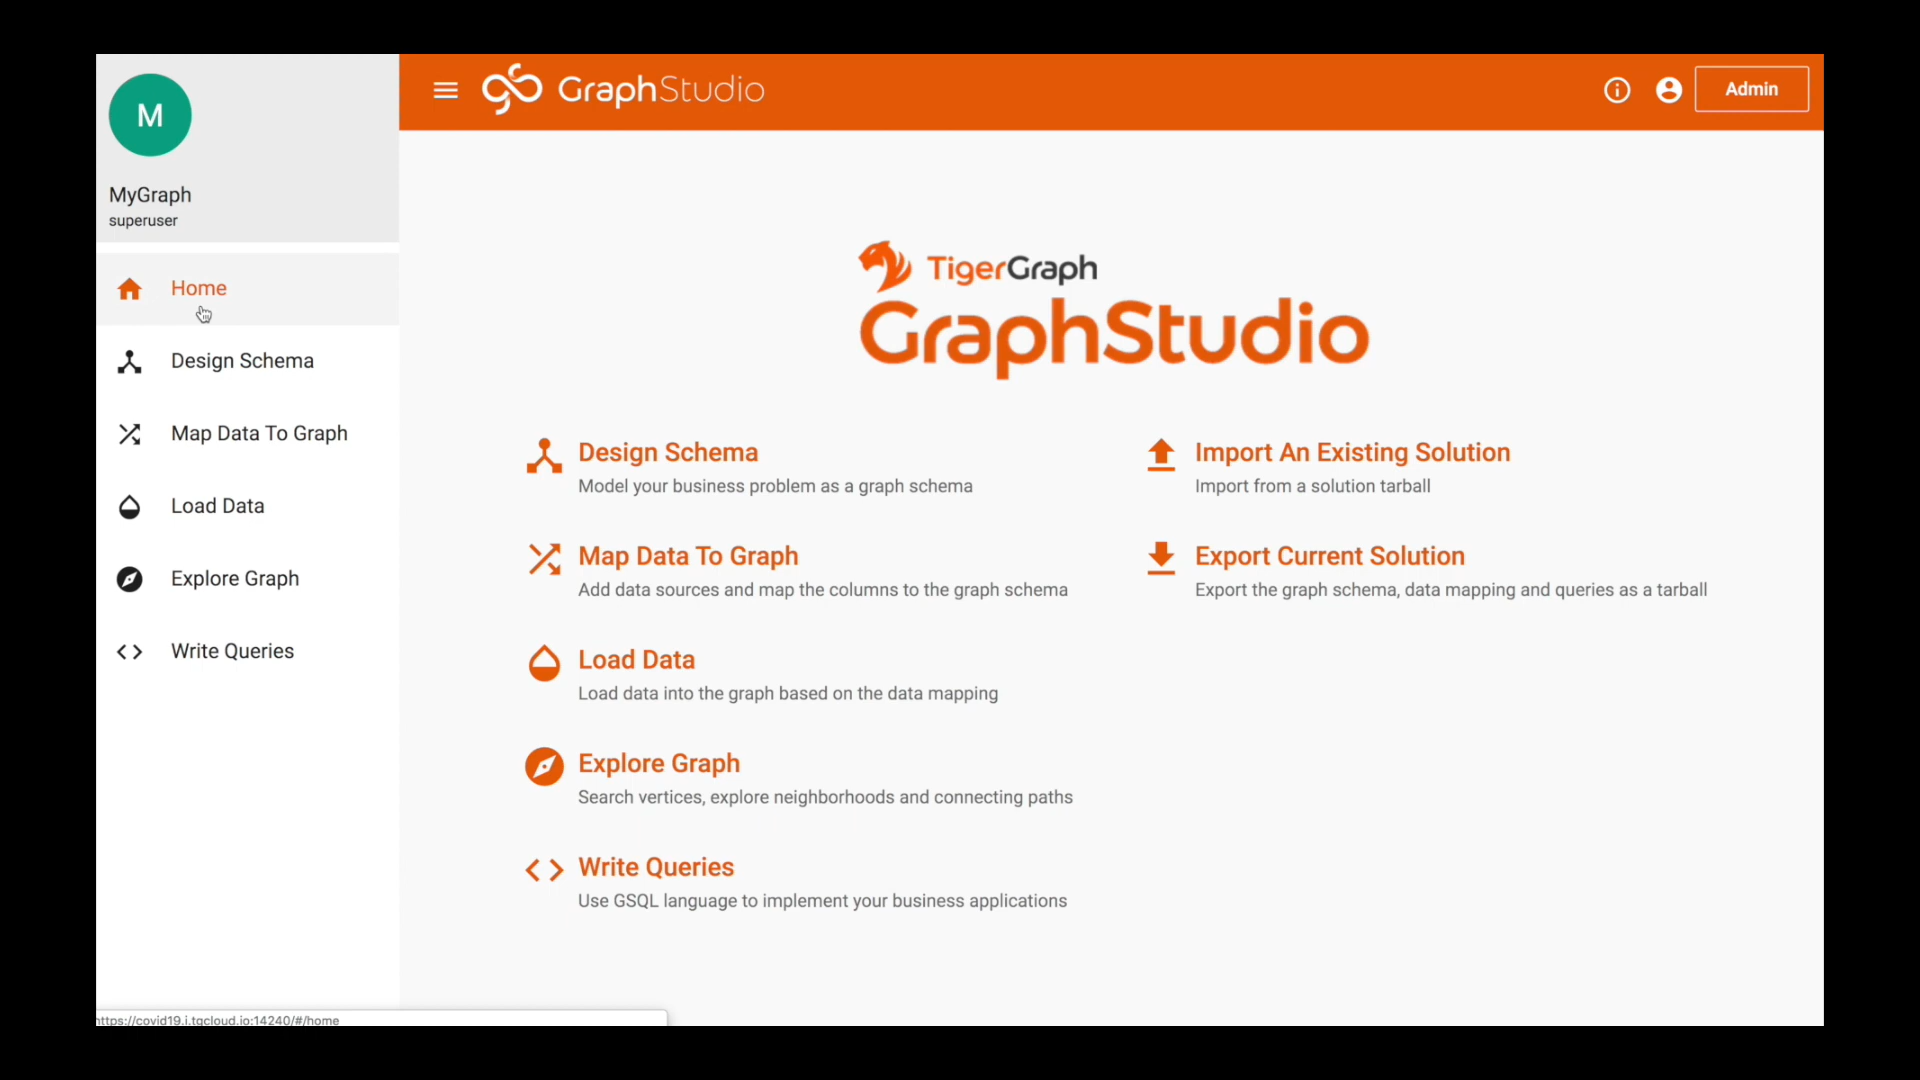 M
MyGraph
superuser
Home
Design Schema
Map Data To Graph
Load Data
Explore Graph
Write Queries
GraphStudio
Admin
TigerGraph
GraphStudio
Design Schema
Model your business problem as a graph schema
Map Data To Graph
Add data sources and map the columns to the graph schema
Load Data
Load data into the graph based on the data mapping
Explore Graph
Search vertices, explore neighborhoods and connecting paths
Write Queries
Use GSQL language to implement your business applications
Import An Existing Solution
Import from a solution tarball
Export Current Solution
Export the graph schema, data mapping and queries as a tarball
https://covid19.i.tgcloud.io:14240/#/home